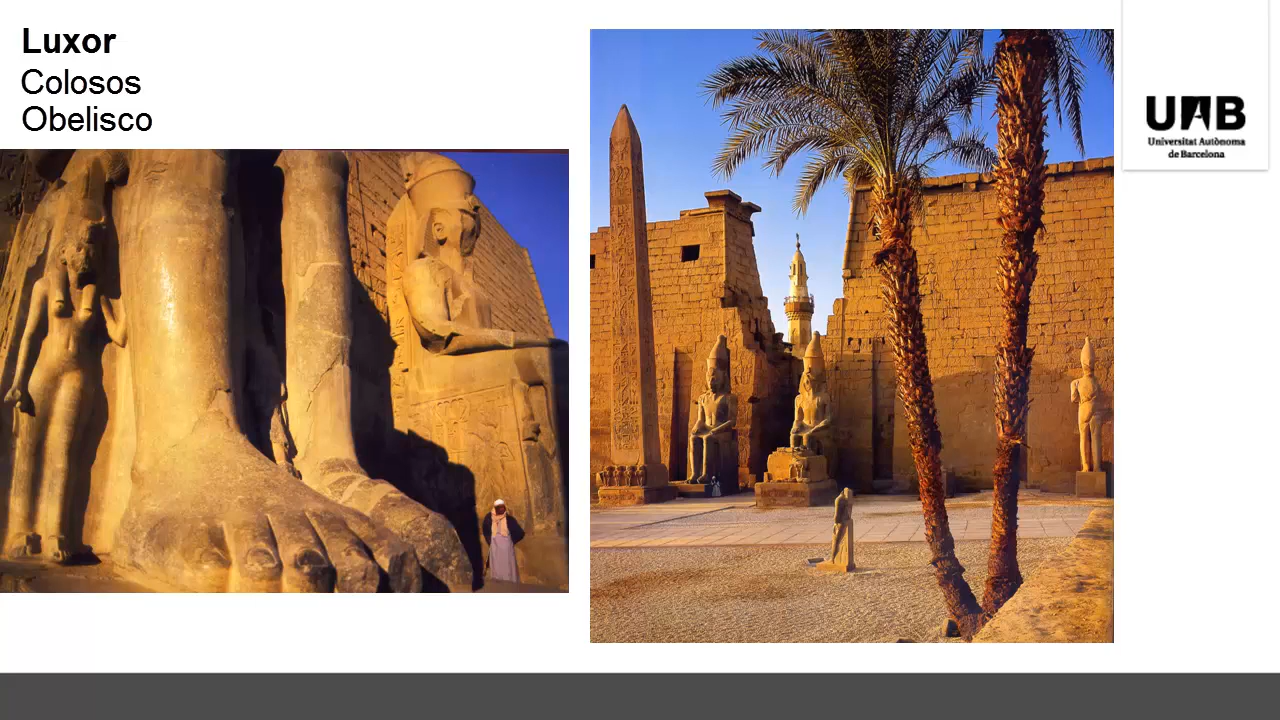 Luxor
Colosos
Obelisco
UAB
Universitat Autònoma
de Barcelona